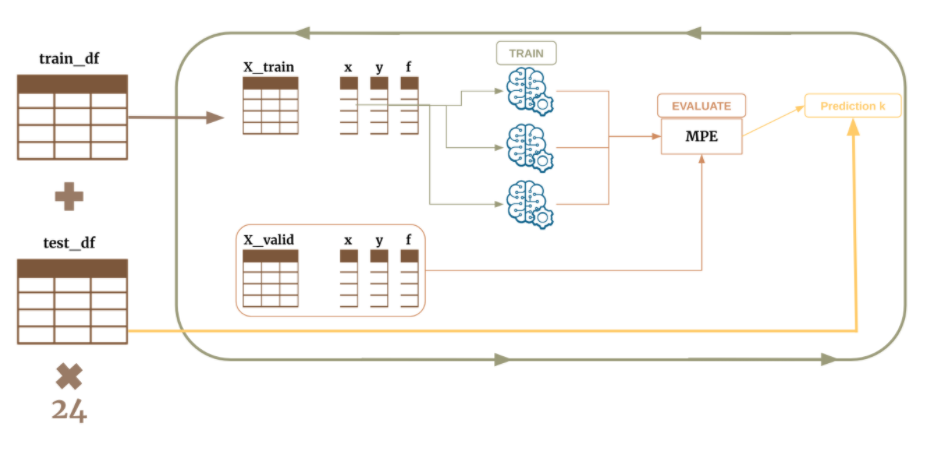 train_df
test_df
24
X_train
x y f
TRAIN
EVALUATE
MPE
Prediction k
X_valid
x y f